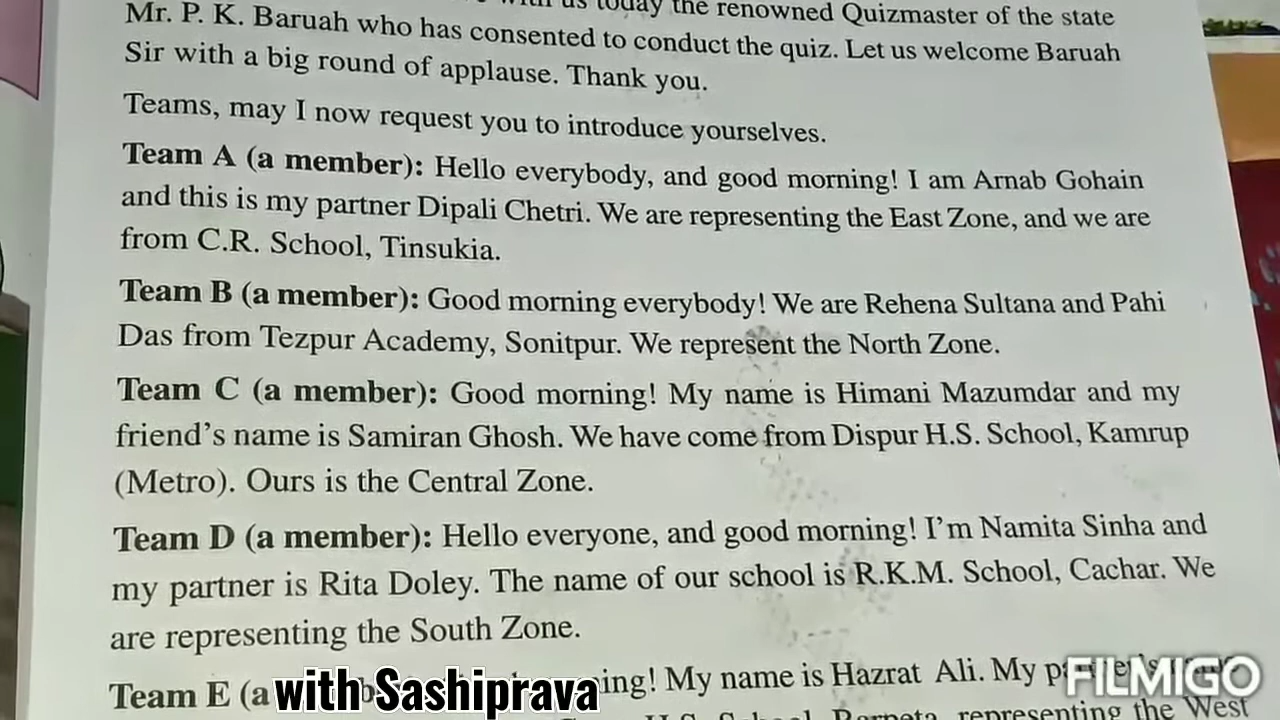 us today the renowned Quizmaster of the state
Mr. P. K. Baruah who has consented to conduct the quiz. Let us welcome Baruah
Sir with a big round of applause. Thank you.
Teams, may I now request you to introduce yourselves.
Team A (a member): Hello everybody, and good morning! I am Arnab Gohain
and this is my partner Dipali Chetri. We are representing the East Zone, and we are
from C.R. School, Tinsukia.
Team B (a member): Good morning everybody! We are Rehena Sultana and Pahi
Das from Tezpur Academy, Sonitpur. We represent the North Zone.
Team C (a member): Good morning! My name is Himani Mazumdar and my
friend's name is Samiran Ghosh. We have come from Dispur H.S. School, Kamrup
(Metro). Ours is the Central Zone.
Team D (a member): Hello everyone, and good morning! I'm Namita Sinha and
my partner is Rita Doley. The name of our school is R.K.M. School, Cachar. We
are representing the South Zone.
Team E (a My name is Hazrat Ali. My
with Sashiprava
FILMIGO
representing the West